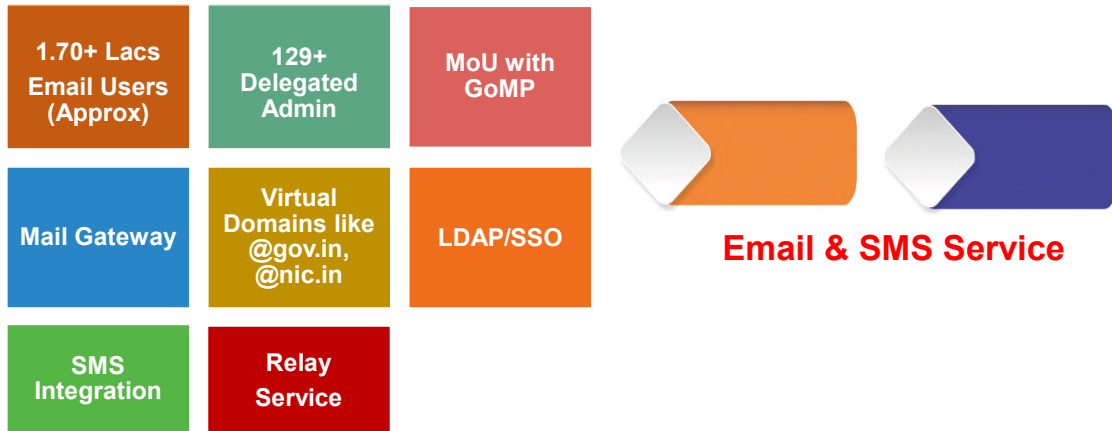 1.70+ Lacs
Email Users
(Approx)
129+
Delegated
Admin
MoU with
GoMP
Mail Gateway
Virtual
Domains like
@gov.in,
@nic.in
LDAP/SSO
SMS
Integration
Relay
Service
Email & SMS Service